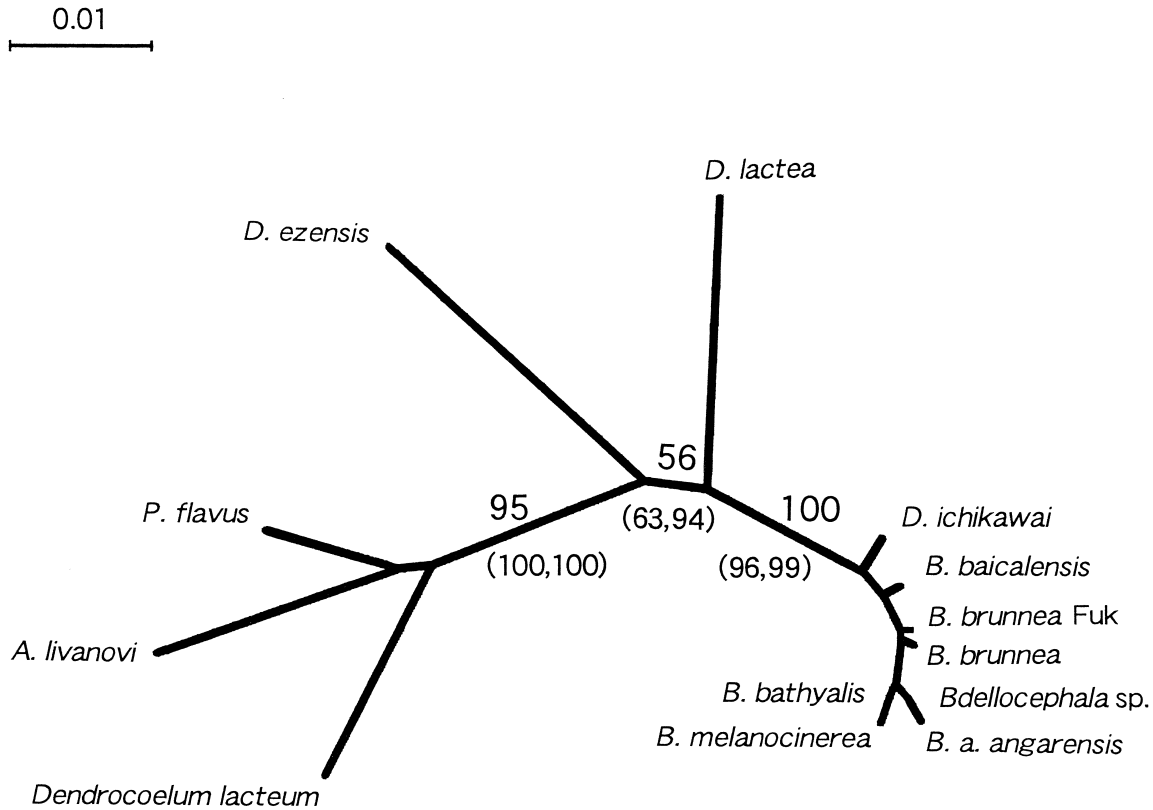 0.01
D. lactea
D. ezensis
56
95
100
P. flavus
(63,94)
D. ichikawai
(100,100)
(96,99)
B. baicalensis
B. brunnea Fuk
A. livanovi
B. brunnea
B. bathyalis
Bdellocephala sp.
B. melanocinerea
B. a. angarensis
Dendrocoelum lacteum